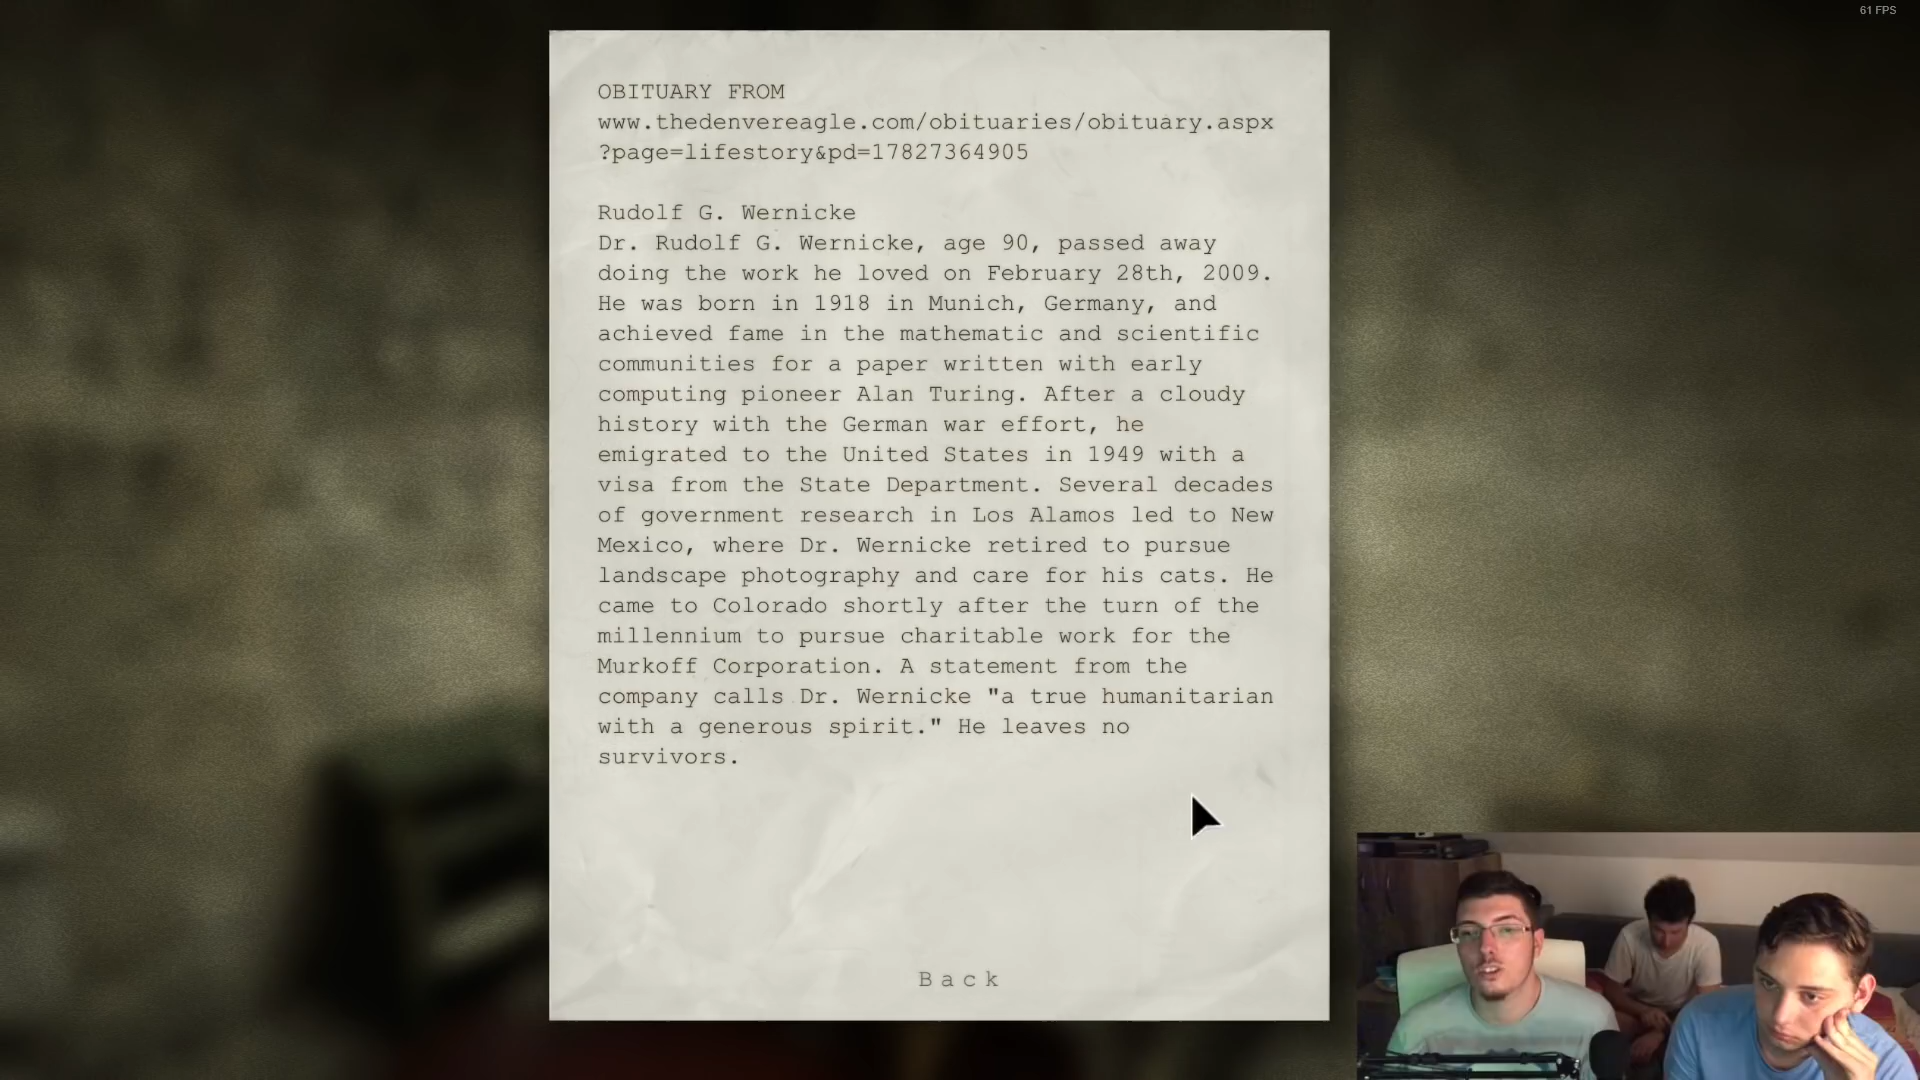 61 FPS
OBITUARY FROM
www.thedenvereagle.com/obituaries/obituary.aspx
?page=lifestory&pd=17827364905
Rudolf G. Wernicke
Dr. Rudolf G. Wernicke, age 90, passed away
doing the work he loved on February 28th, 2009.
He was born in 1918 in Munich, Germany, and
achieved fame in the mathematic and scientific
communities for a paper written with early
computing pioneer Alan Turing. After a cloudy
history with the German war effort, he
emigrated to the United States in 1949 with a
visa from the State Department. Several decades
of government research in Los Alamos led to New
Mexico, where Dr. Wernicke retired to pursue
landscape photography and care for his cats. He
came to Colorado shortly after the turn of the
millennium to pursue charitable work for the
Murkoff Corporation. A statement from the
company calls Dr. Wernicke "a true humanitarian
with a generous spirit." He leaves no
survivors.
Back